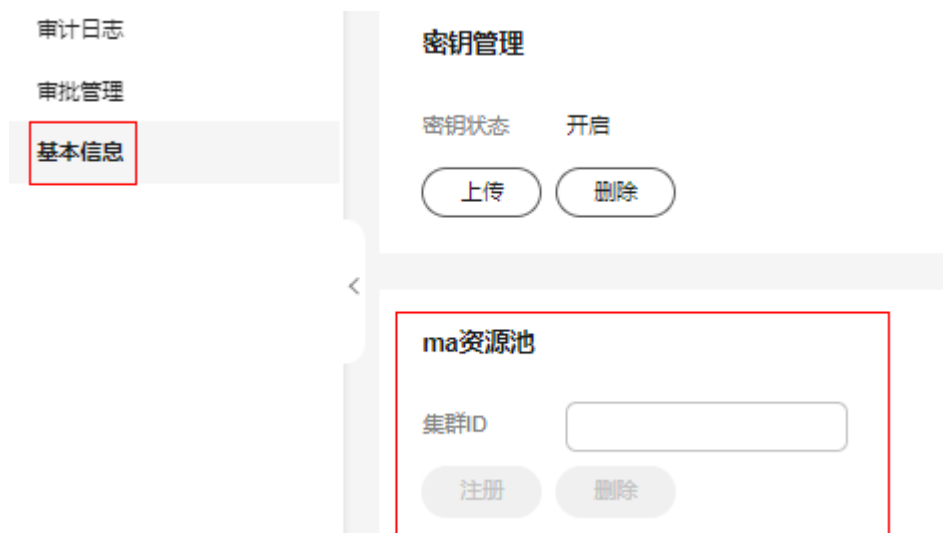 审计日志
审批管理
基本信息
密钥管理
密钥状态 开启
上传 删除
ma资源池
集群ID
注册 删除